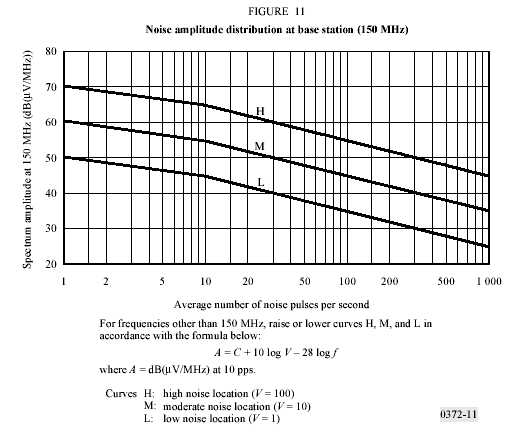 FIGURE 11
Noise amplitude distribution at base station (150 MHz)
Spectrum amplitude at 150 MHz (dB(µV/MHz))
80
70
60
50
40
30
20
H
M
L
1 2 5 10 20 50 100 200 500 1 000
Average number of noise pulses per second
For frequencies other than 150 MHz, raise or lower curves H, M, and L in
accordance with the formula below:
A = C + 10 log V – 28 log f
where A = dB(µV/MHz) at 10 pps.
Curves H: high noise location (V = 100)
M: moderate noise location (V = 10)
L: low noise location (V = 1)
0372-11